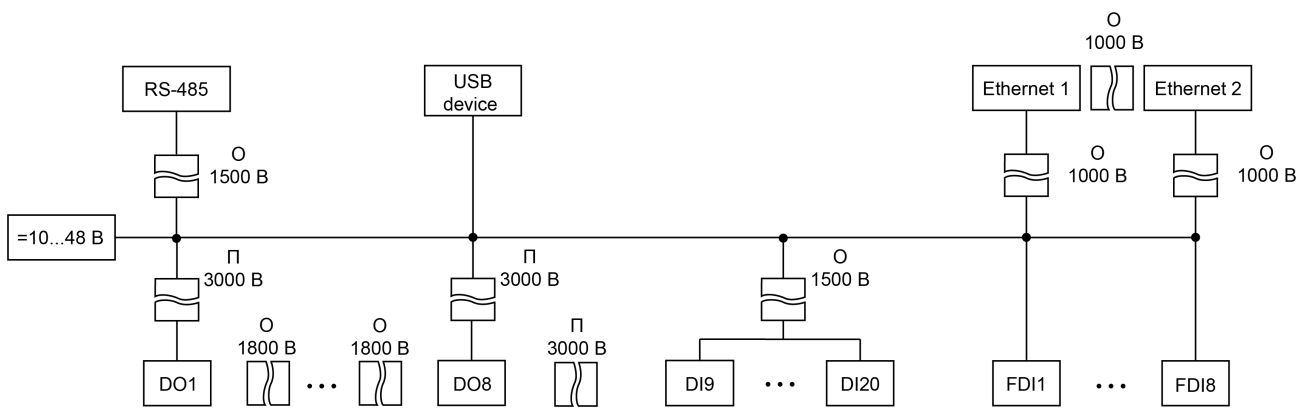 О
1000 В
RS-485
USB
device
Ethernet 1
Ethernet 2
О
1500 В
О
1000 В
О
1000 В
=10...48 В
П
3000 В
П
3000 В
О
1500 В
О
1800 В
О
1800 В
П
3000 В
DO1
...
DO8
DI9
...
DI20
FDI1
...
FDI8